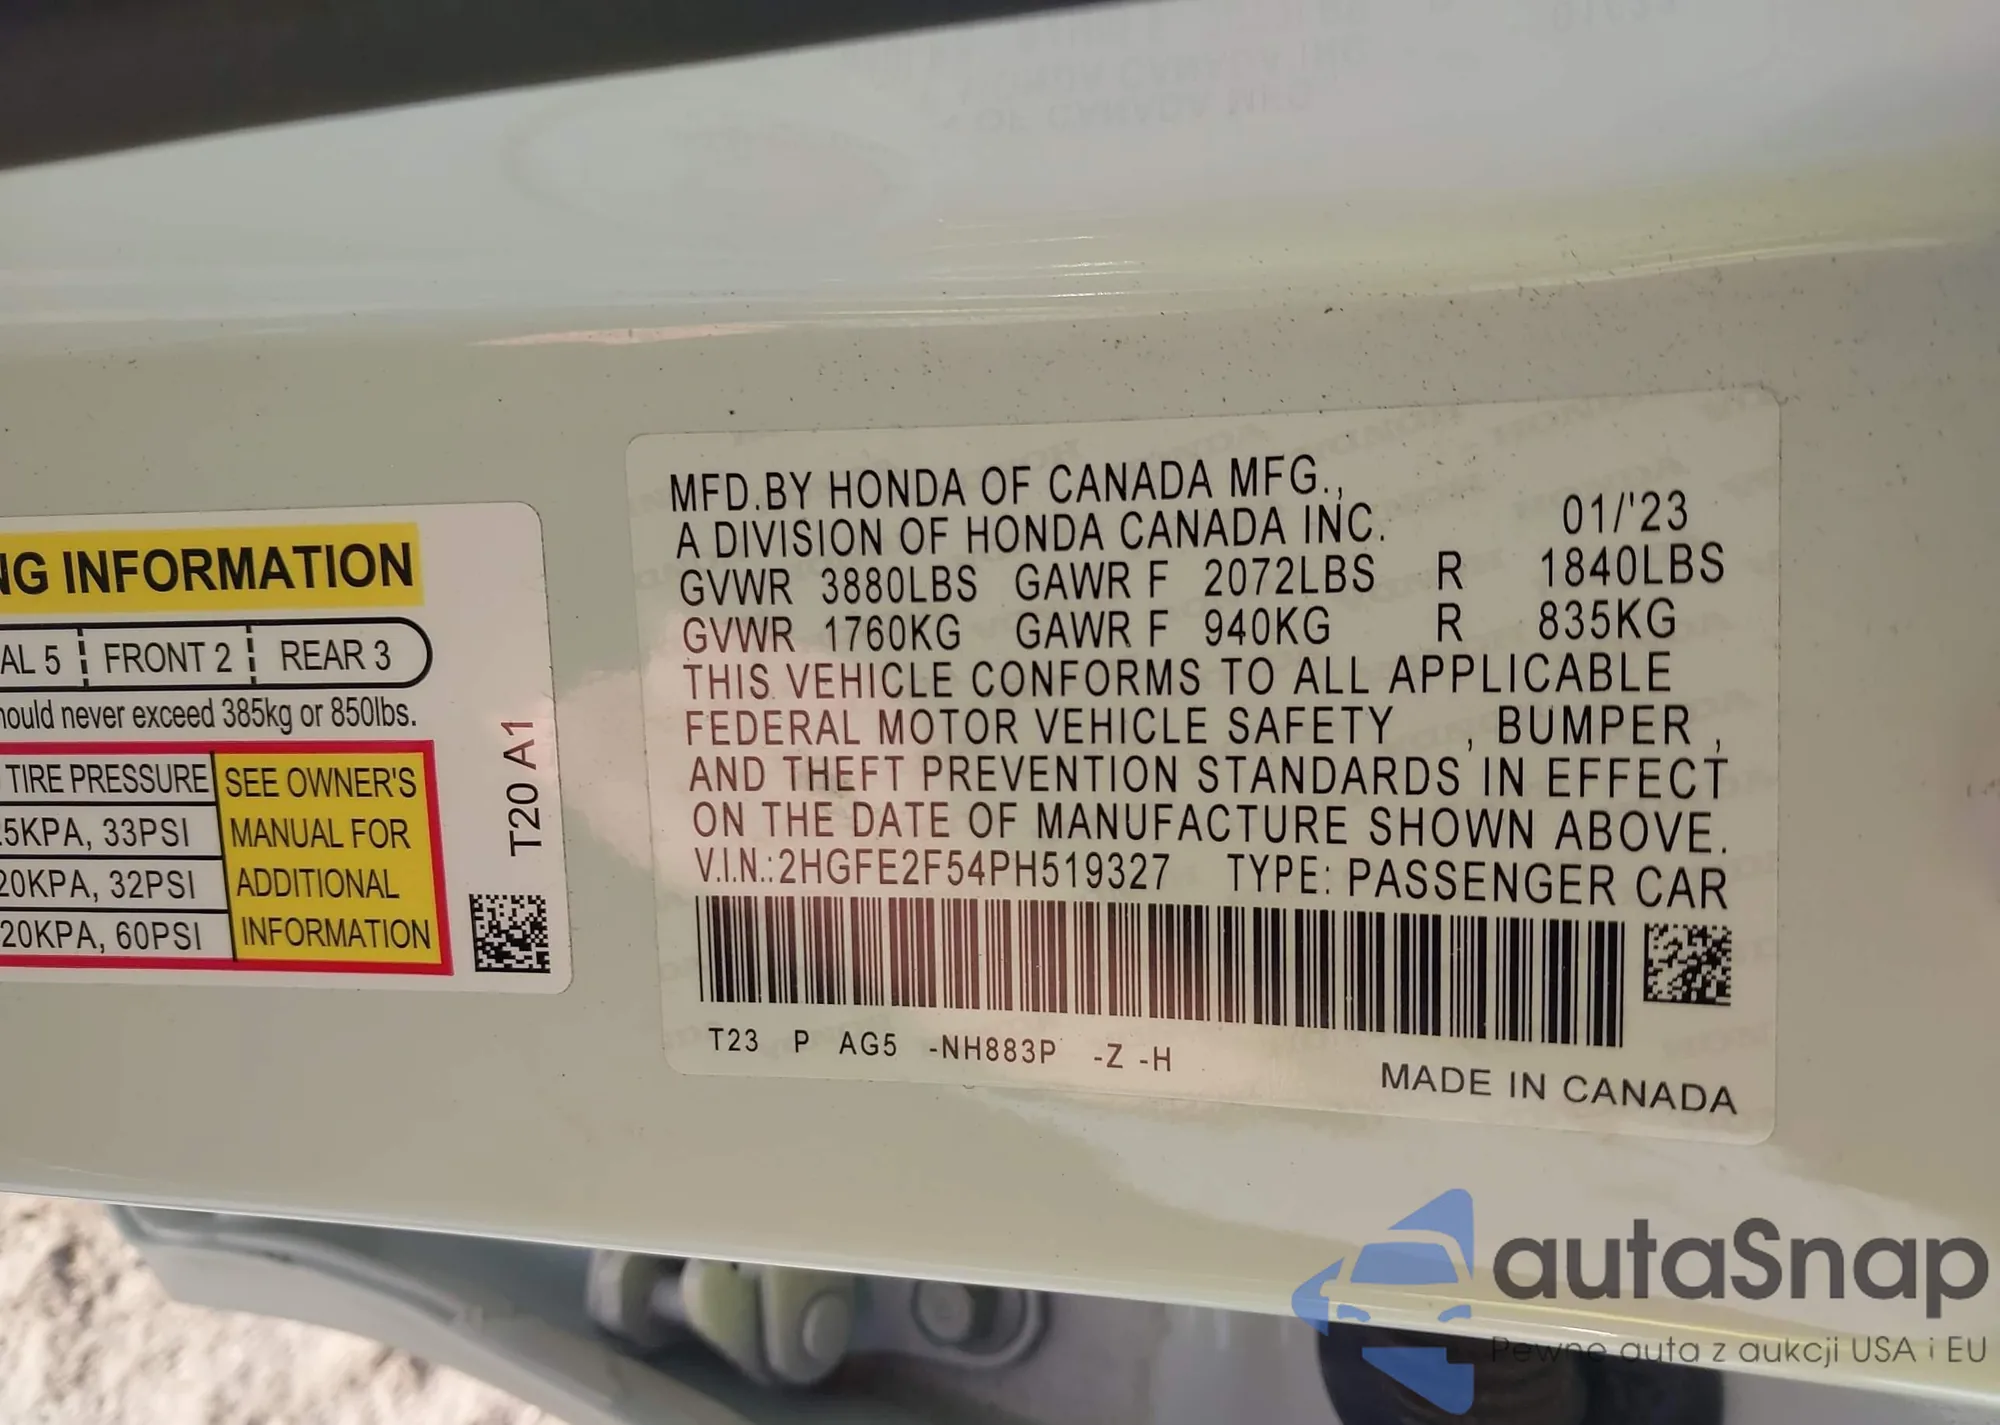 NG INFORMATION
AL 5 FRONT 2 REAR 3
ould never exceed 385kg or 850lbs.
TIRE PRESSURE
5KPA, 33PSI
20KPA, 32PSI
20KPA, 60PSI
SEE OWNER'S
MANUAL FOR
ADDITIONAL
INFORMATION
T20 A1
MFD.BY HONDA OF CANADA MFG.,
A DIVISION OF HONDA CANADA INC. 01/'23
GVWR 3880LBS GAWR F 2072LBS R 1840LBS
GVWR 1760KG GAWR F 940KG R 835KG
THIS VEHICLE CONFORMS TO ALL APPLICABLE
FEDERAL MOTOR VEHICLE SAFETY , BUMPER ,
AND THEFT PREVENTION STANDARDS IN EFFECT
ON THE DATE OF MANUFACTURE SHOWN ABOVE.
V.I.N.:2HGFE2F54PH519327 TYPE: PASSENGER CAR
T23 P AG5 -NH883P -Z -H
MADE IN CANADA
autaSnap
Pewne auta z aukcji USA i EU